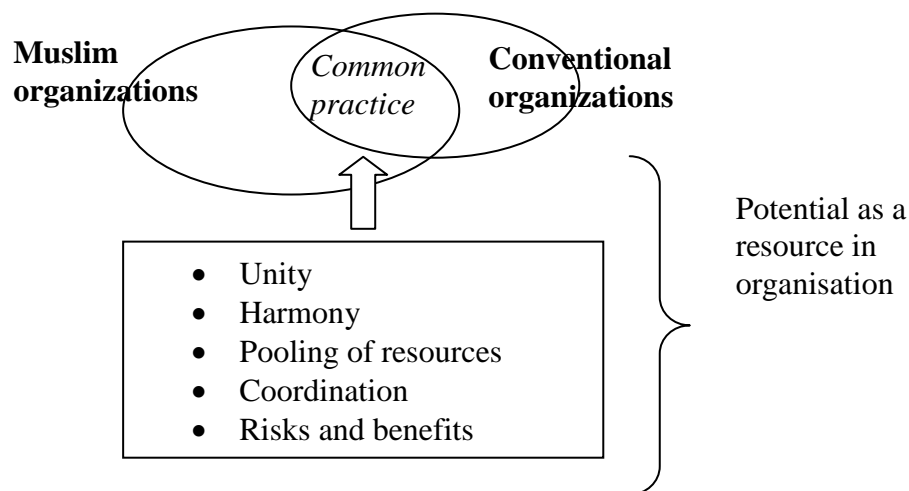 Muslim
organizations
Common
practice
Conventional
organizations
• Unity
• Harmony
• Pooling of resources
• Coordination
• Risks and benefits
Potential as a
resource in
organisation